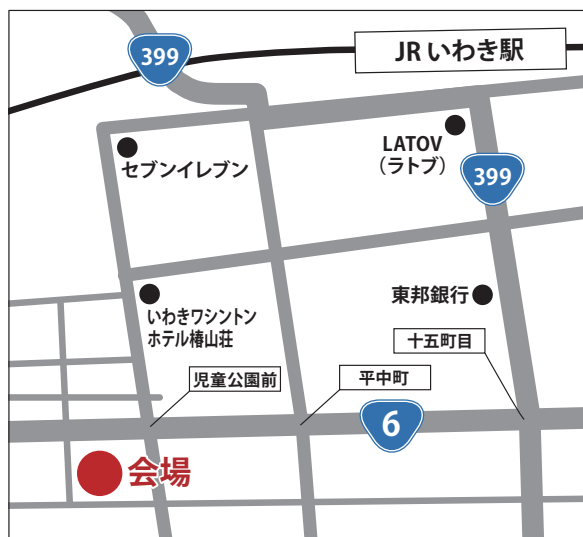 399
JR いわき駅
セブンイレブン
LATOV
（ラトブ）
399
いわきワシントン
ホテル椿山荘
東邦銀行
十五町目
児童公園前
平中町
6
会場